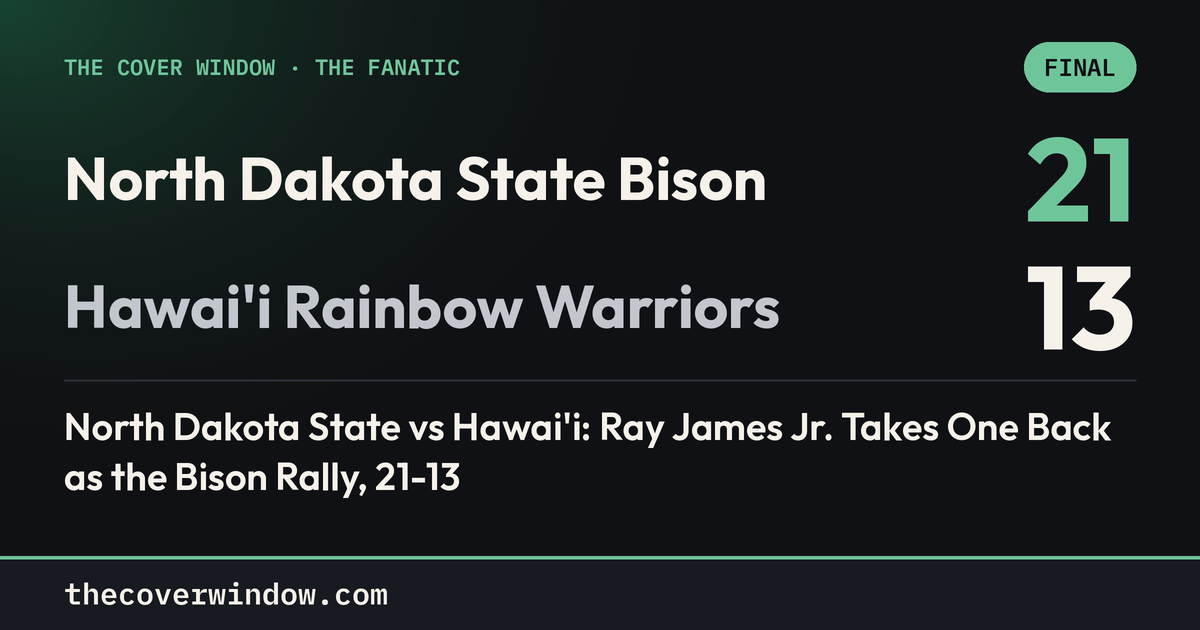 THE COVER WINDOW · THE FANATIC
FINAL
North Dakota State Bison 21
Hawai'i Rainbow Warriors 13
North Dakota State vs Hawai'i: Ray James Jr. Takes One Back
as the Bison Rally, 21-13
thecoverwindow.com